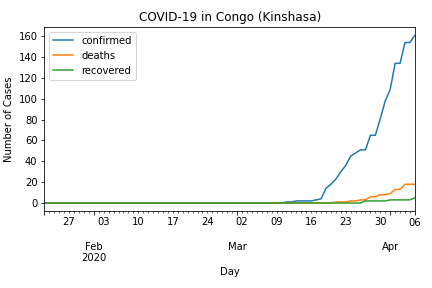 COVID-19 in Congo (Kinshasa)
confirmed
deaths
recovered
Number of Cases
160
140
120
100
80
60
40
20
0
27 03 10 17 24 02 09 16 23 30 06
Feb Mar Apr
2020
Day